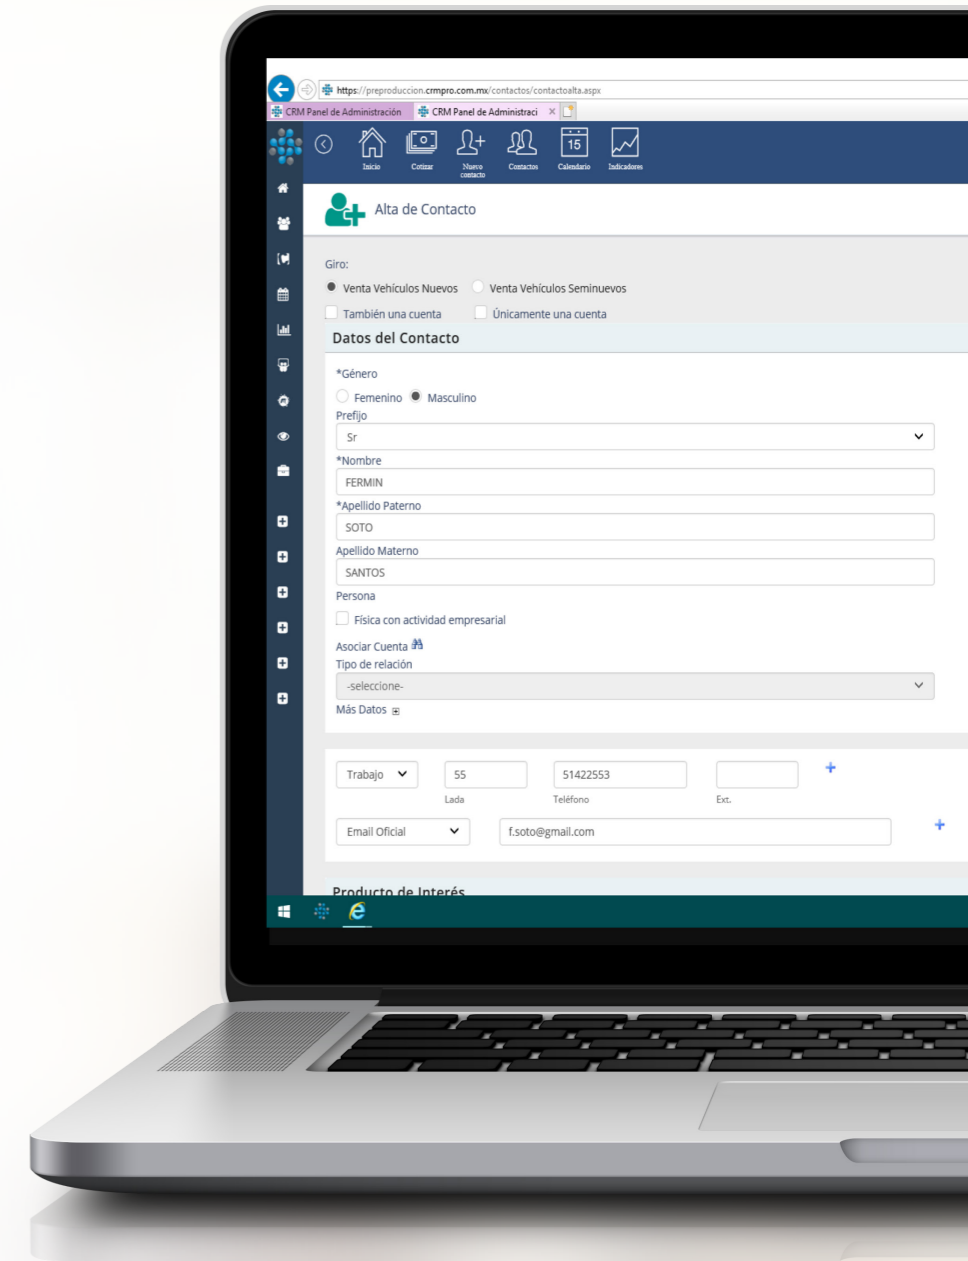 https://preproduccion.crmpro.com.mx/contactos/contactoalta.aspx
CRM Panel de Administración CRM Panel de Administraci
Inicio Cotizar Nuevo contacto Contactos 15 Calendario Indicadores
Alta de Contacto
Giro:
Venta Vehículos Nuevos Venta Vehículos Seminuevos
También una cuenta Únicamente una cuenta
Datos del Contacto
*Género
Femenino Masculino
Prefijo
Sr
*Nombre
FERMIN
*Apellido Paterno
SOTO
Apellido Materno
SANTOS
Persona
Física con actividad empresarial
Asociar Cuenta
Tipo de relación
-seleccione-
Más Datos
Trabajo 55 51422553
Lada Teléfono Ext.
Email Oficial f.soto@gmail.com
Producto de Interés